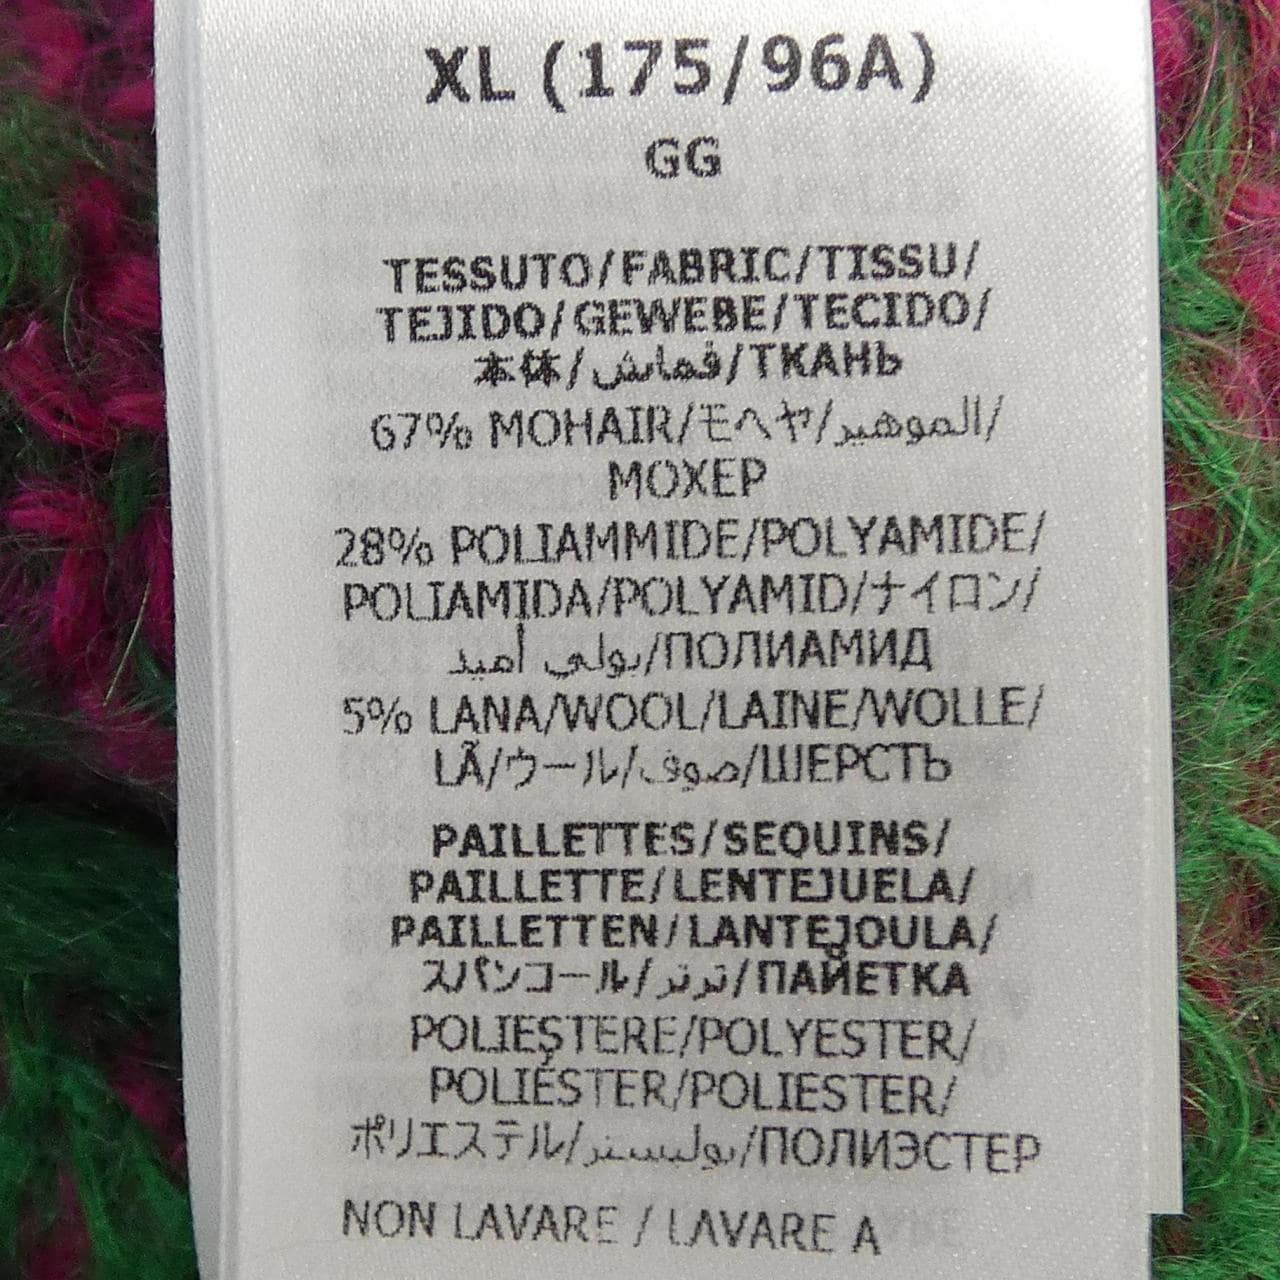 XL (175/96A)
GG
TESSUTO/FABRIC/TISSU/
TEJIDO/GEWEBE/TECIDO/
本体/قماش/ТКАНЬ
67% MOHAIR/モヘヤ/الموهير/
МОХЕР
28% POLIAMMIDE/POLYAMIDE/
POLIAMIDA/POLYAMID/ナイロン/
بولي أميد/ПОЛИАМИД
5% LANA/WOOL/LAINE/WOLLE/
LÃ/ウール/صوف/ШЕРСТЬ
PAILLETTES/SEQUINS/
PAILLETTE/LENTEJUELA/
PAILLETTEN/LANTEJOULA/
スパンコール/ترتر/ПАЙЕТКА
POLIESTERE/POLYESTER/
POLIÉSTER/POLIESTER/
ポリエステル/بوليستر/ПОЛИЭСТЕР
NON LAVARE / LAVARE A